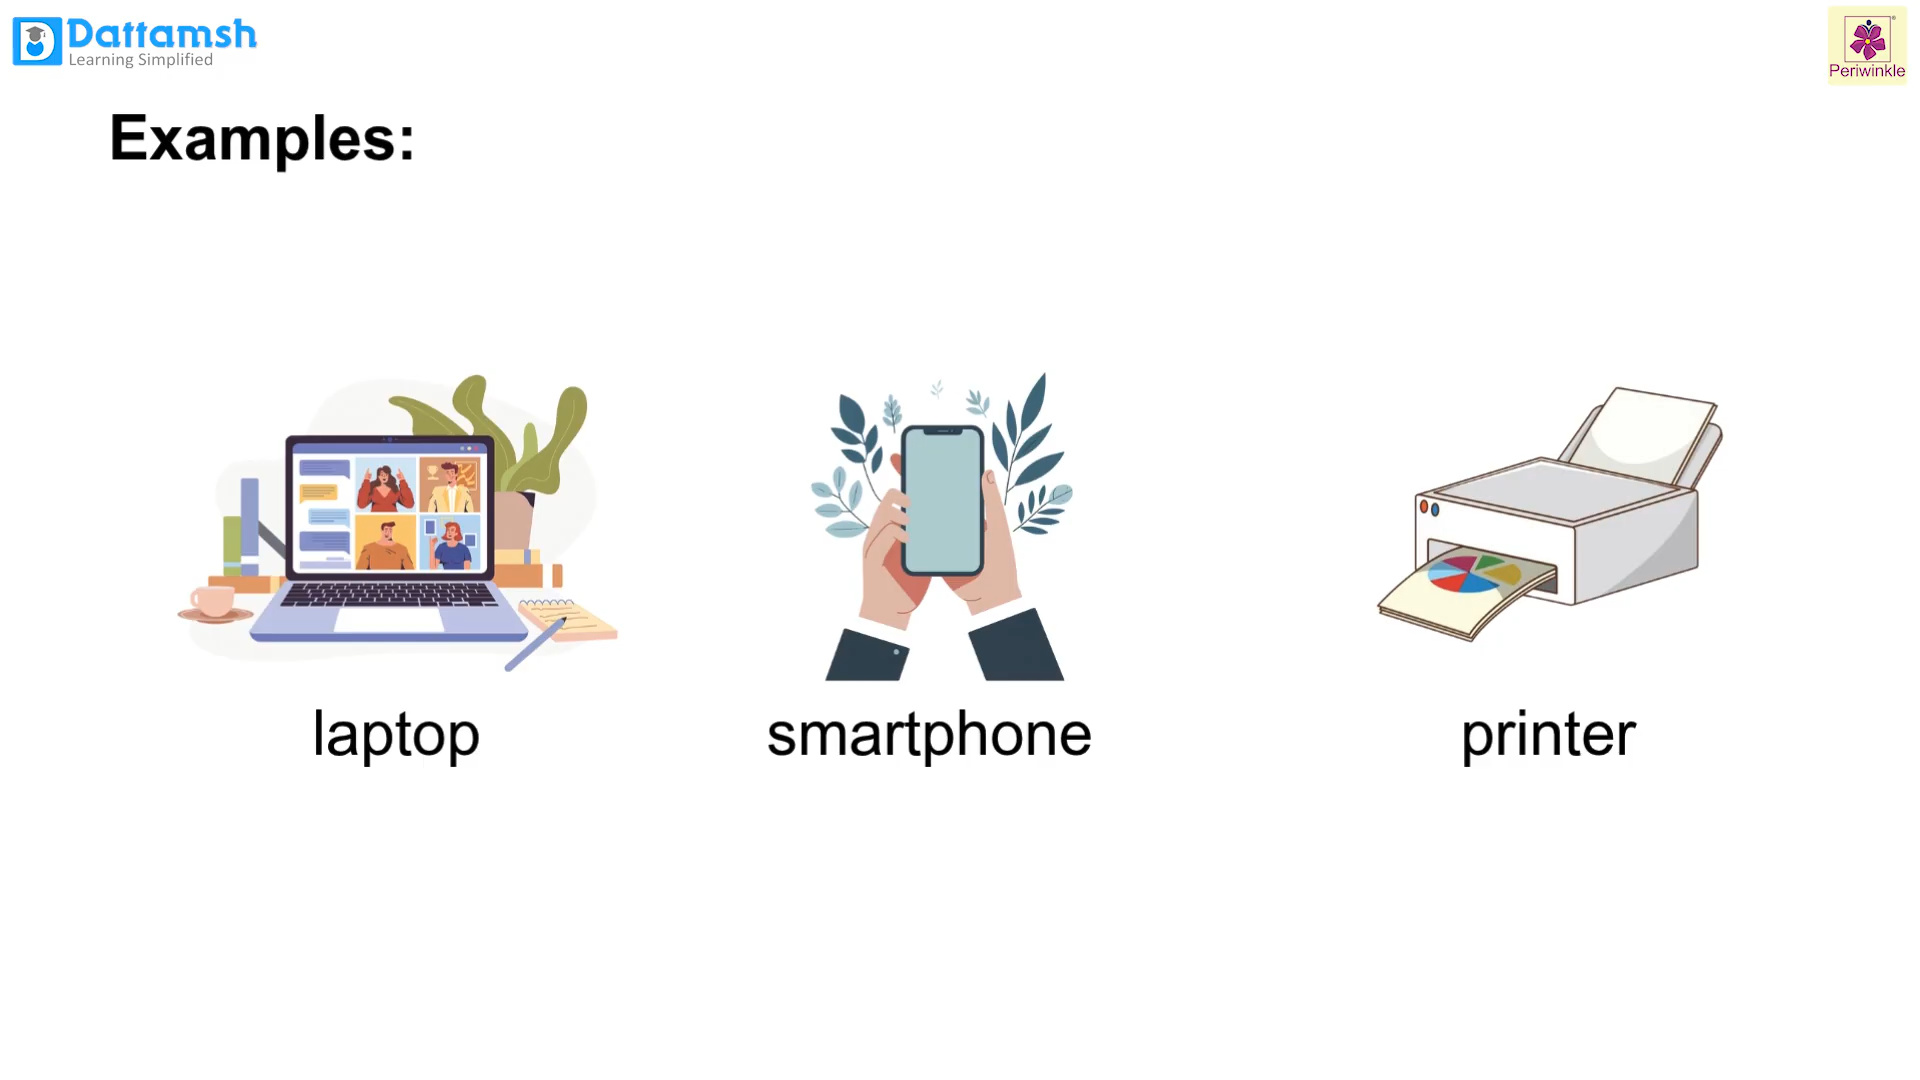 Dattamsh
Learning Simplified
Periwinkle
Examples:
laptop
smartphone
printer